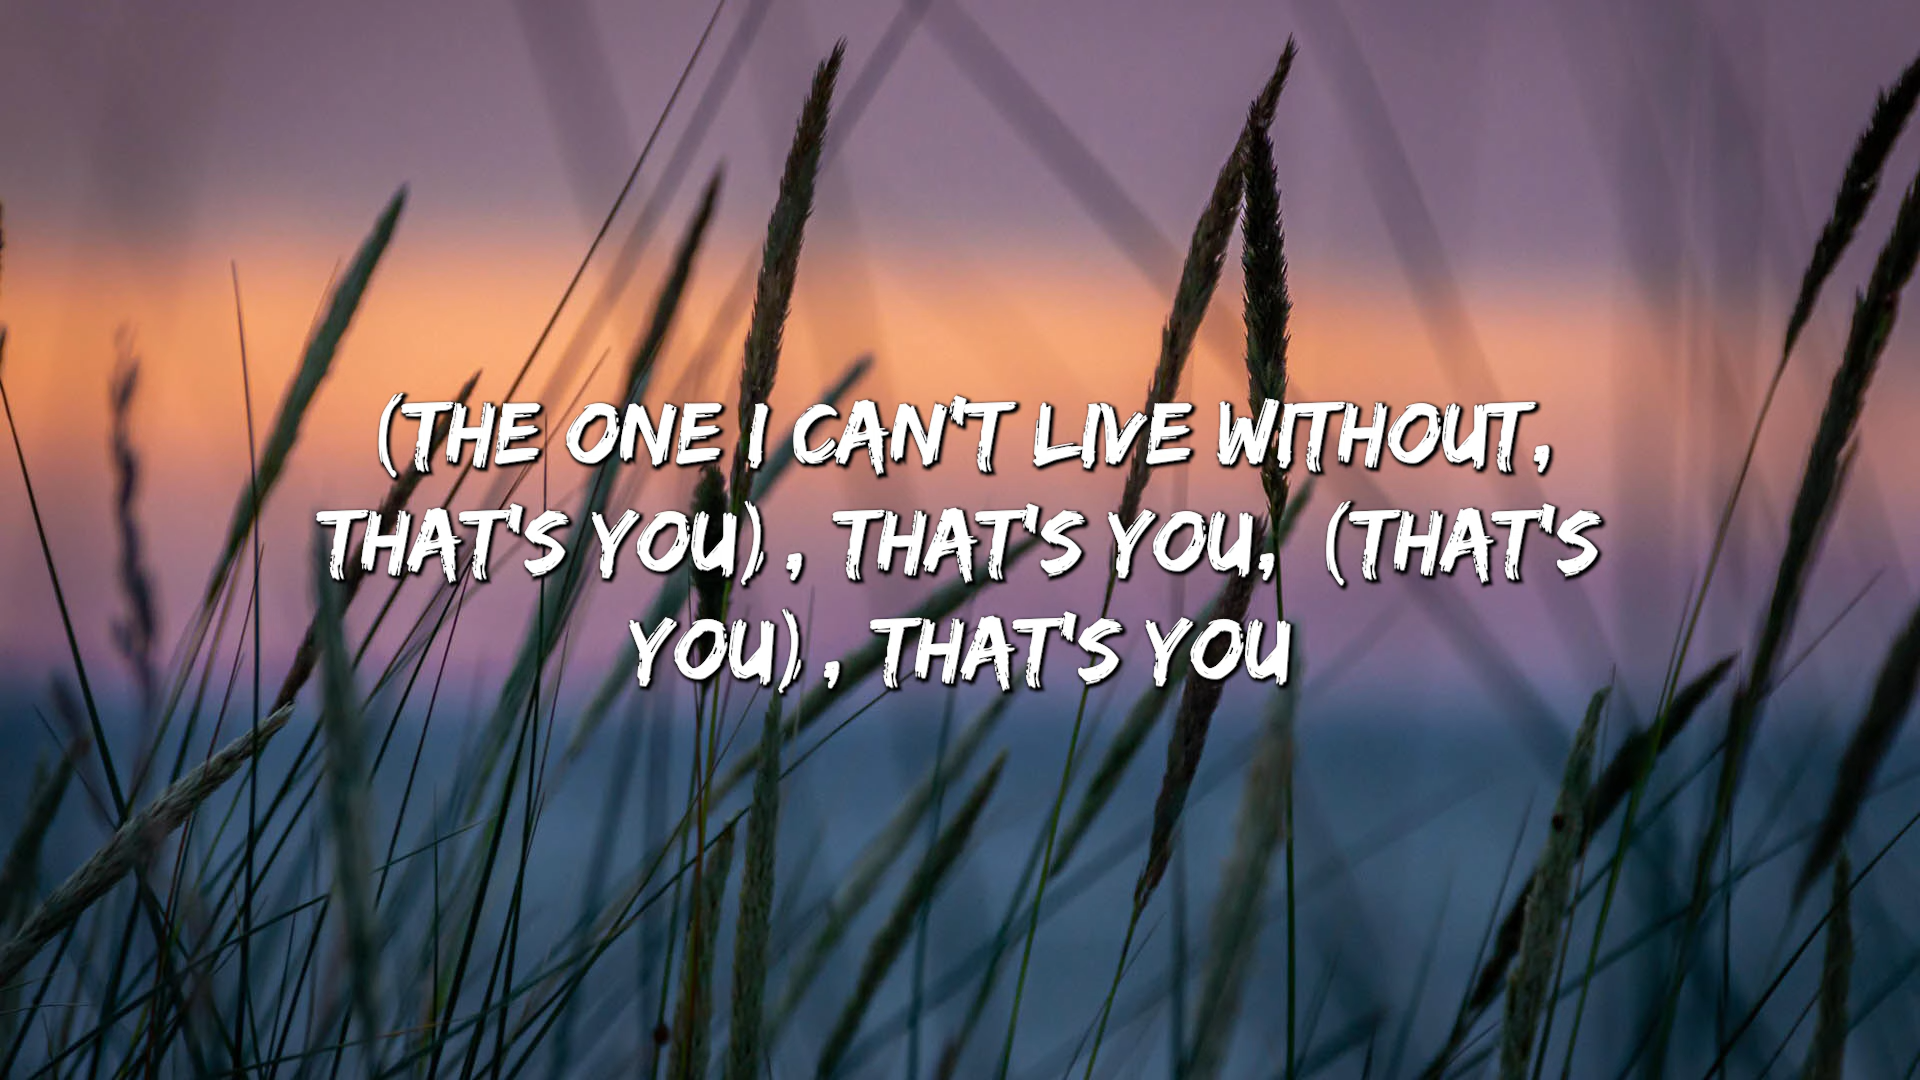 (THE ONE I CAN'T LIVE WITHOUT,
THAT'S YOU), THAT'S YOU, (THAT'S
YOU), THAT'S YOU